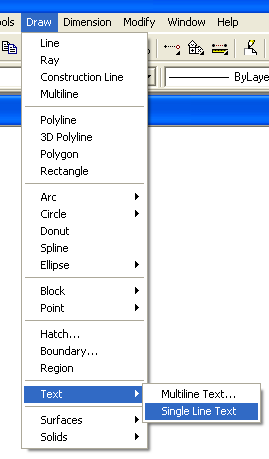 ools Draw Dimension Modify Window Help
ByLaye
Line
Ray
Construction Line
Multiline
Polyline
3D Polyline
Polygon
Rectangle
Arc
Circle
Donut
Spline
Ellipse
Block
Point
Hatch...
Boundary...
Region
Text
Multiline Text...
Single Line Text
Surfaces
Solids